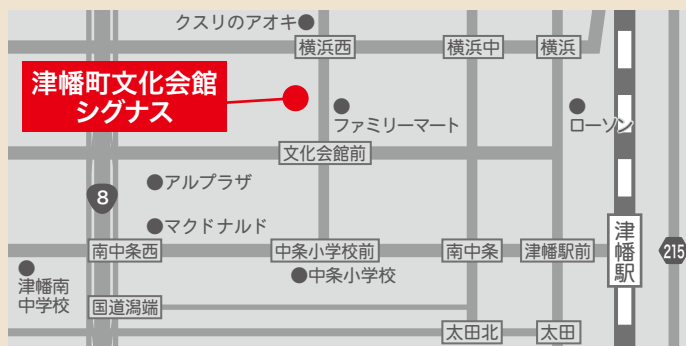 クスリのアオキ
横浜西
横浜中
横浜
津幡町文化会館
シグナス
ファミリーマート
ローソン
文化会館前
アルプラザ
8
マクドナルド
南中条西
中条小学校前
南中条
津幡駅前
津幡駅
215
津幡南
中学校
中条小学校
国道潟端
太田北
太田